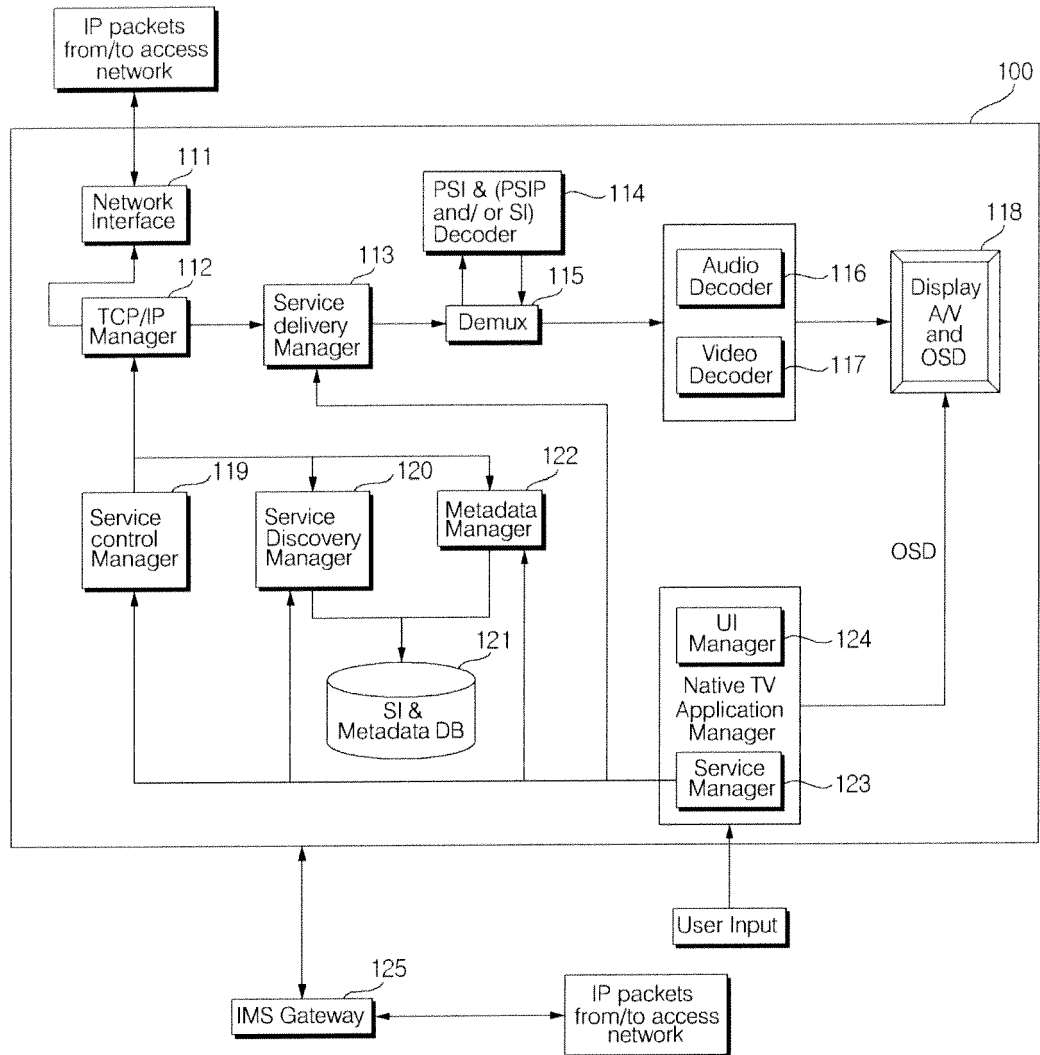 IP packets
from/to access
network
100
111
Network
Interface
112
TCP/IP
Manager
113
Service
delivery
Manager
PSI & (PSIP
and/ or SI)
Decoder
114
115
Demux
Audio
Decoder
116
Video
Decoder
117
118
Display
A/V
and
OSD
119
Service
control
Manager
120
Service
Discovery
Manager
122
Metadata
Manager
OSD
121
SI &
Metadata DB
UI
Manager
124
Native TV
Application
Manager
Service
Manager
123
User Input
125
IMS Gateway
IP packets
from/to access
network